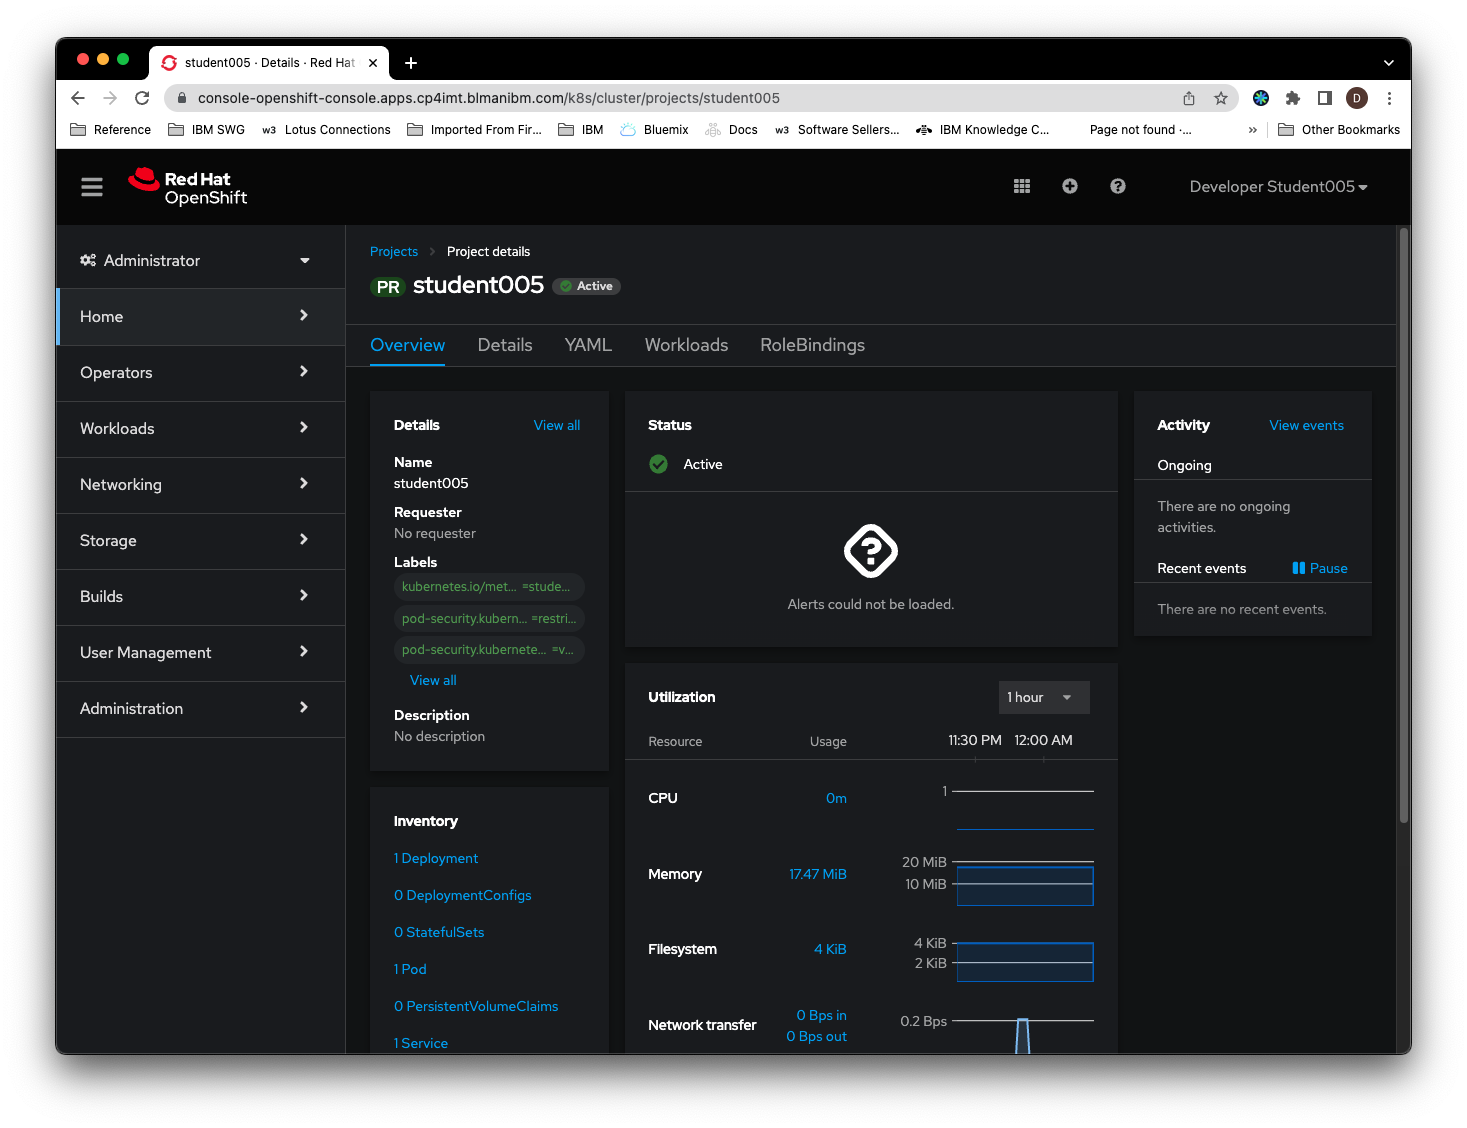 student005 · Details · Red Hat
console-openshift-console.apps.cp4imt.blmanibm.com/k8s/cluster/projects/student005
D
Reference
IBM SWG
w3 Lotus Connections
Imported From Fir...
IBM
Bluemix
Docs
w3 Software Sellers...
IBM Knowledge C...
Page not found ·...
»
Other Bookmarks
Red Hat
OpenShift
Developer Student005
Administrator
Home
Operators
Workloads
Networking
Storage
Builds
User Management
Administration
Projects > Project details
PR student005 Active
Overview
Details
YAML
Workloads
RoleBindings
Details
View all
Name
student005
Requester
No requester
Labels
kubernetes.io/met... =stude...
pod-security.kubern... =restri...
pod-security.kubernete... =v...
View all
Description
No description
Inventory
1 Deployment
0 DeploymentConfigs
0 StatefulSets
1 Pod
0 PersistentVolumeClaims
1 Service
Status
Active
Alerts could not be loaded.
Utilization
1 hour
Resource
Usage
11:30 PM
12:00 AM
CPU
0m
1
Memory
17.47 MiB
20 MiB
10 MiB
Filesystem
4 KiB
4 KiB
2 KiB
Network transfer
0 Bps in
0 Bps out
0.2 Bps
Activity
View events
Ongoing
There are no ongoing
activities.
Recent events
Pause
There are no recent events.